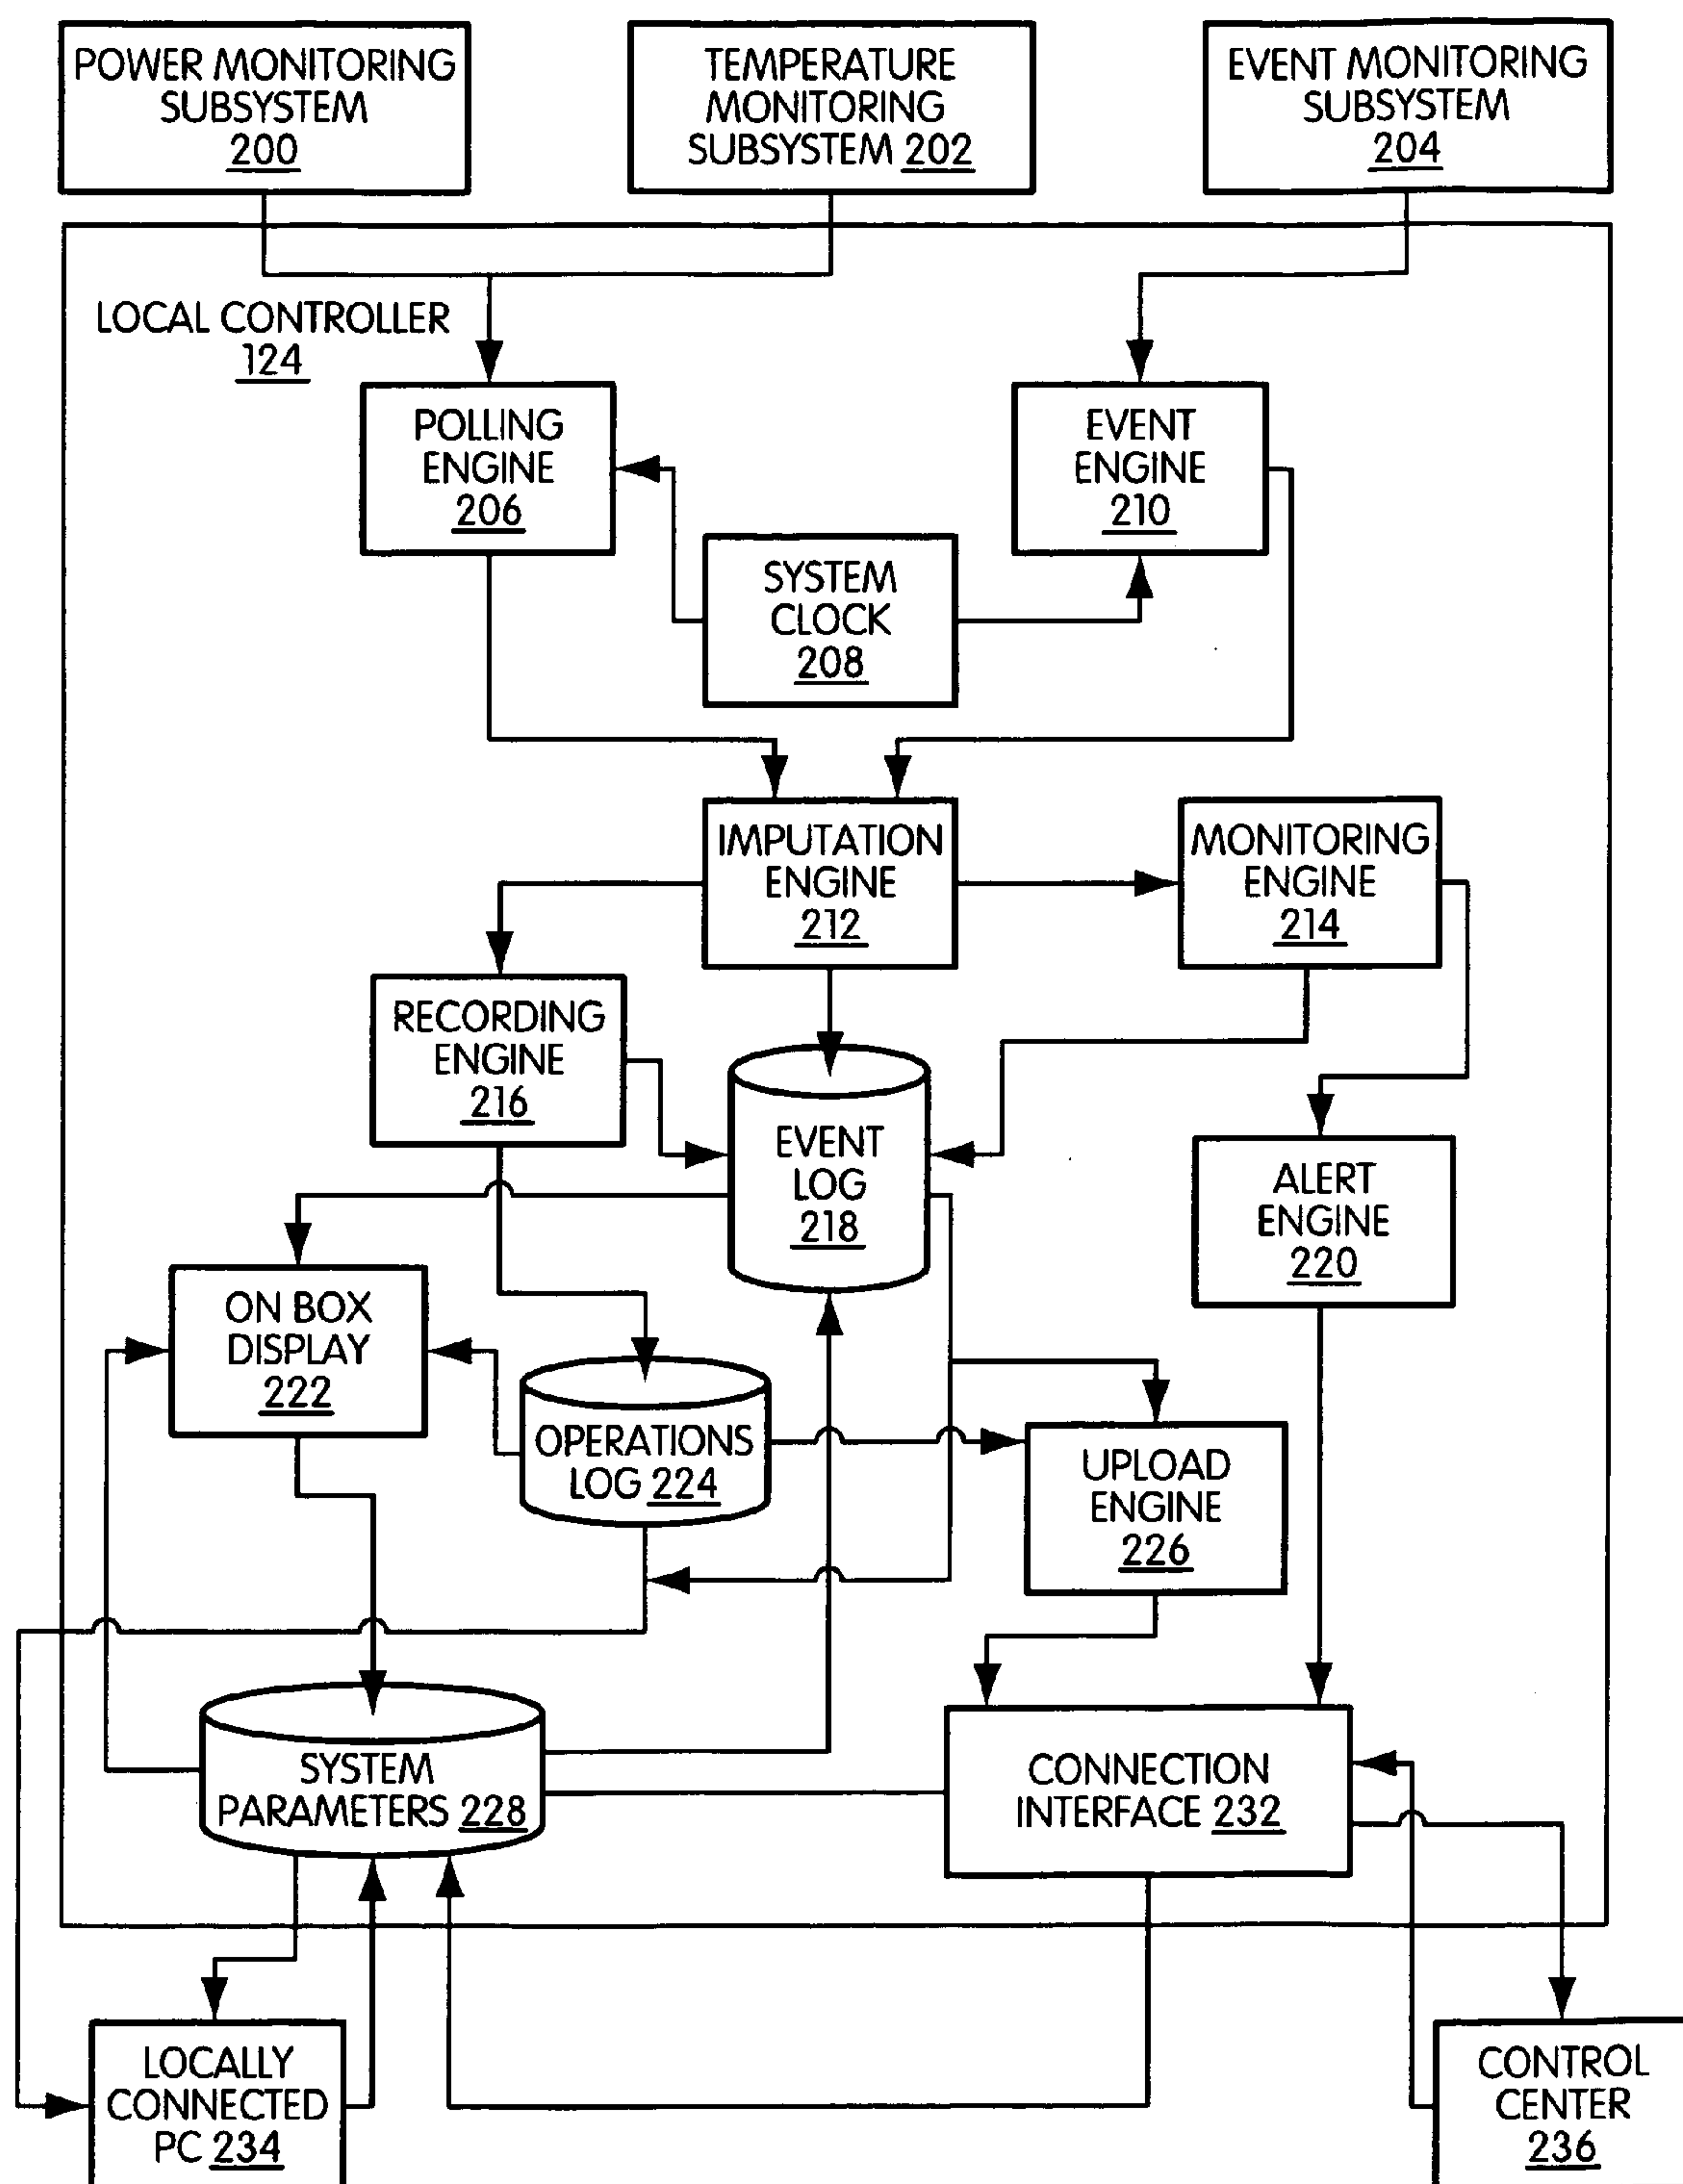 POWER MONITORING
SUBSYSTEM
200
TEMPERATURE
MONITORING
SUBSYSTEM 202
EVENT MONITORING
SUBSYSTEM
204
LOCAL CONTROLLER
124
POLLING
ENGINE
206
EVENT
ENGINE
210
SYSTEM
CLOCK
208
IMPUTATION
ENGINE
212
MONITORING
ENGINE
214
RECORDING
ENGINE
216
EVENT
LOG
218
ALERT
ENGINE
220
ON BOX
DISPLAY
222
OPERATIONS
LOG 224
UPLOAD
ENGINE
226
SYSTEM
PARAMETERS 228
CONNECTION
INTERFACE 232
LOCALLY
CONNECTED
PC 234
CONTROL
CENTER
236